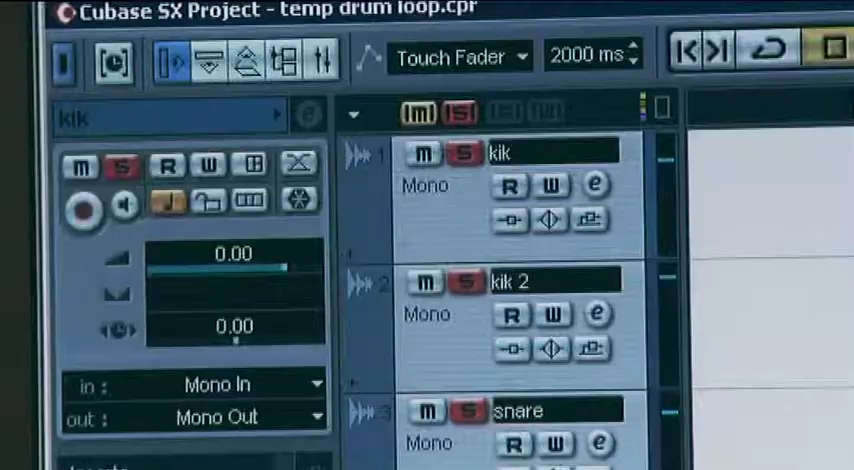 Cubase SX Project - temp drum loop.cpr
Touch Fader 2000 ms
kik e
m s
m S R W
0.00
0.00
in : Mono In
out : Mono Out
Inserts
1 m S kik
Mono R W e
2 m S kik 2
Mono R W e
3 m S snare
Mono R W e